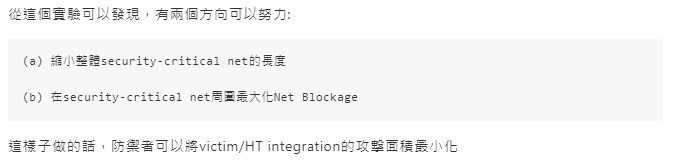 從這個實驗可以發現，有兩個方向可以努力:
(a) 縮小整體security-critical net的長度
(b) 在security-critical net周圍最大化Net Blockage
這樣子做的話，防禦者可以將victim/HT integration的攻擊面積最小化